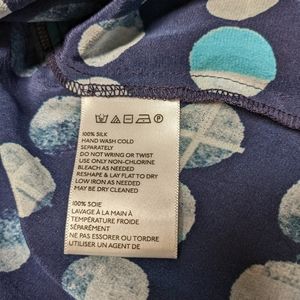 100% SILK
HAND WASH COLD
SEPARATELY
DO NOT WRING OR TWIST
USE ONLY NON-CHLORINE
BLEACH AS NEEDED
RESHAPE & LAY FLAT TO DRY
LOW IRON AS NEEDED
MAY BE DRY CLEANED
100% SOIE
LAVAGE À LA MAIN À
TEMPÉRATURE FROIDE
SÉPARÉMENT
NE PAS ESSORER OU TORDRE
UTILISER UN AGENT DE